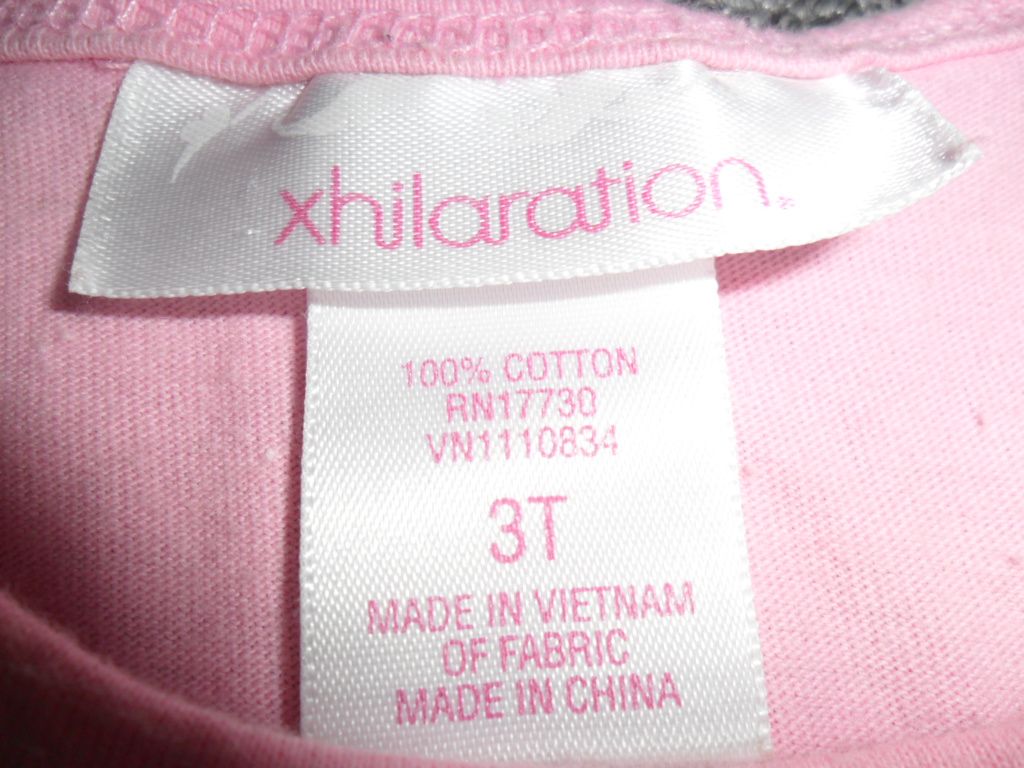 xhilaration
100% COTTON
RN17730
VN1110834
3T
MADE IN VIETNAM
OF FABRIC
MADE IN CHINA